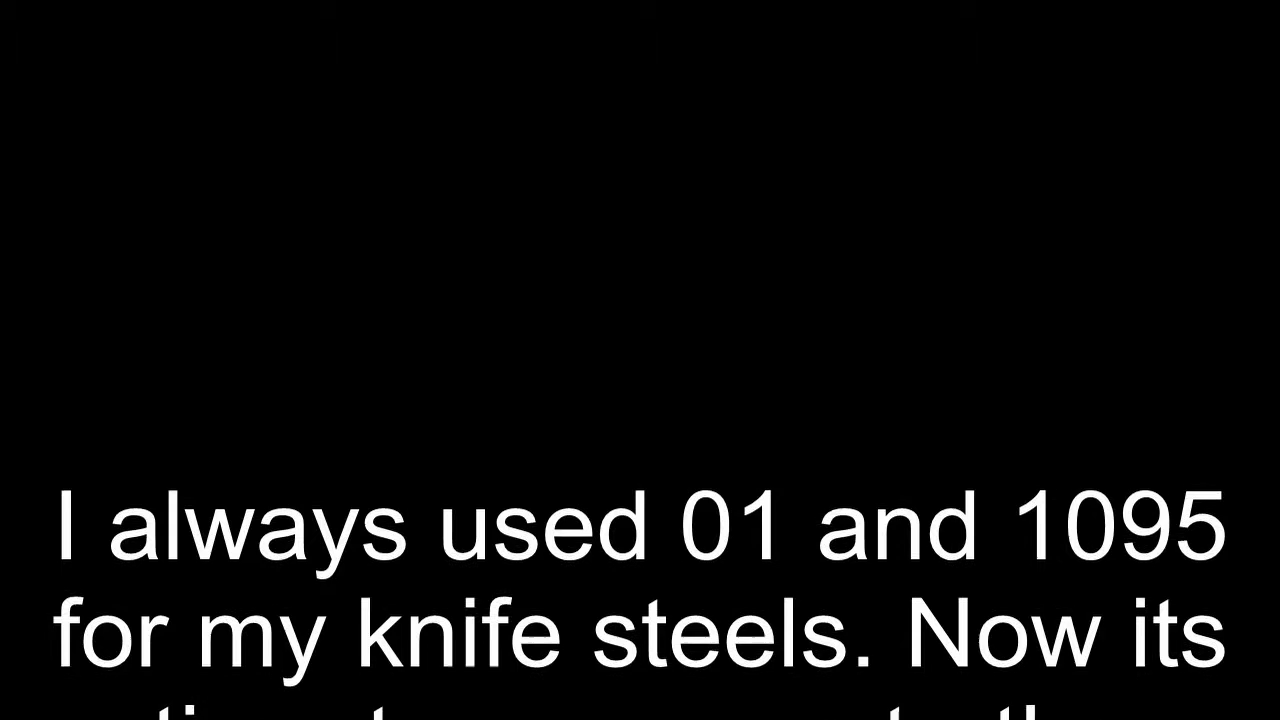 I always used 01 and 1095
for my knife steels. Now its